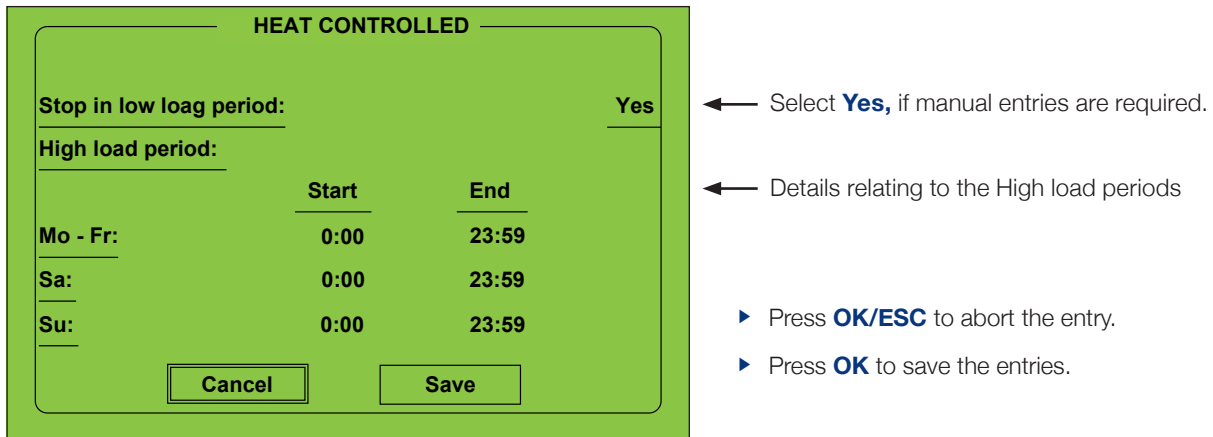 HEAT CONTROLLED
Stop in low loag period: Yes
Select Yes, if manual entries are required.
High load period:
Start End
Details relating to the High load periods
Mo - Fr: 0:00 23:59
Sa: 0:00 23:59
Su: 0:00 23:59
Cancel Save
Press OK/ESC to abort the entry.
Press OK to save the entries.